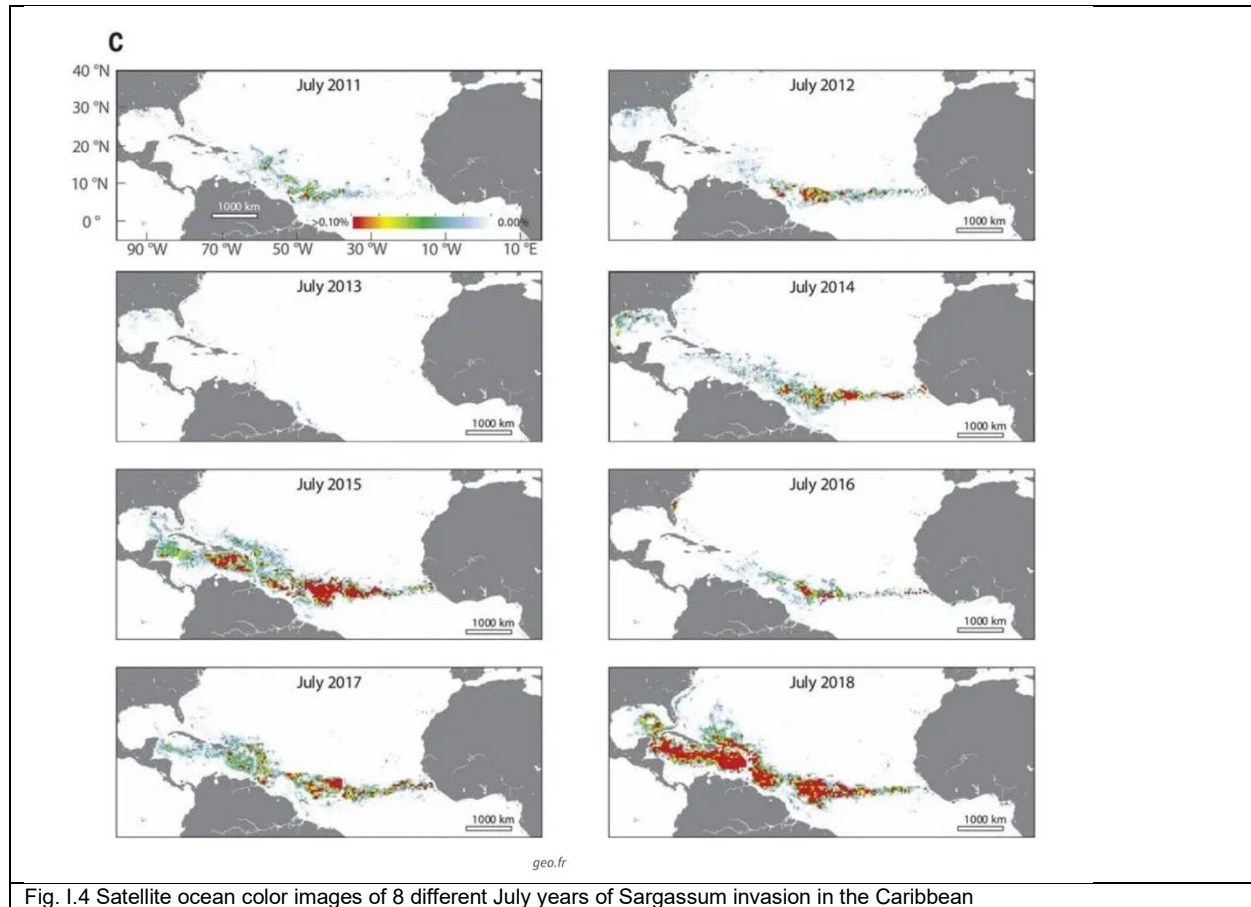 C
40 °N
July 2011
July 2012
30 °N
20 °N
10 °N
1000 km
0 °
>0.10%
0.00%
1000 km
90 °W
70 °W
50 °W
30 °W
10 °W
10 °E
July 2013
July 2014
1000 km
1000 km
July 2015
July 2016
1000 km
1000 km
July 2017
July 2018
1000 km
1000 km
geo.fr
Fig. I.4 Satellite ocean color images of 8 different July years of Sargassum invasion in the Caribbean